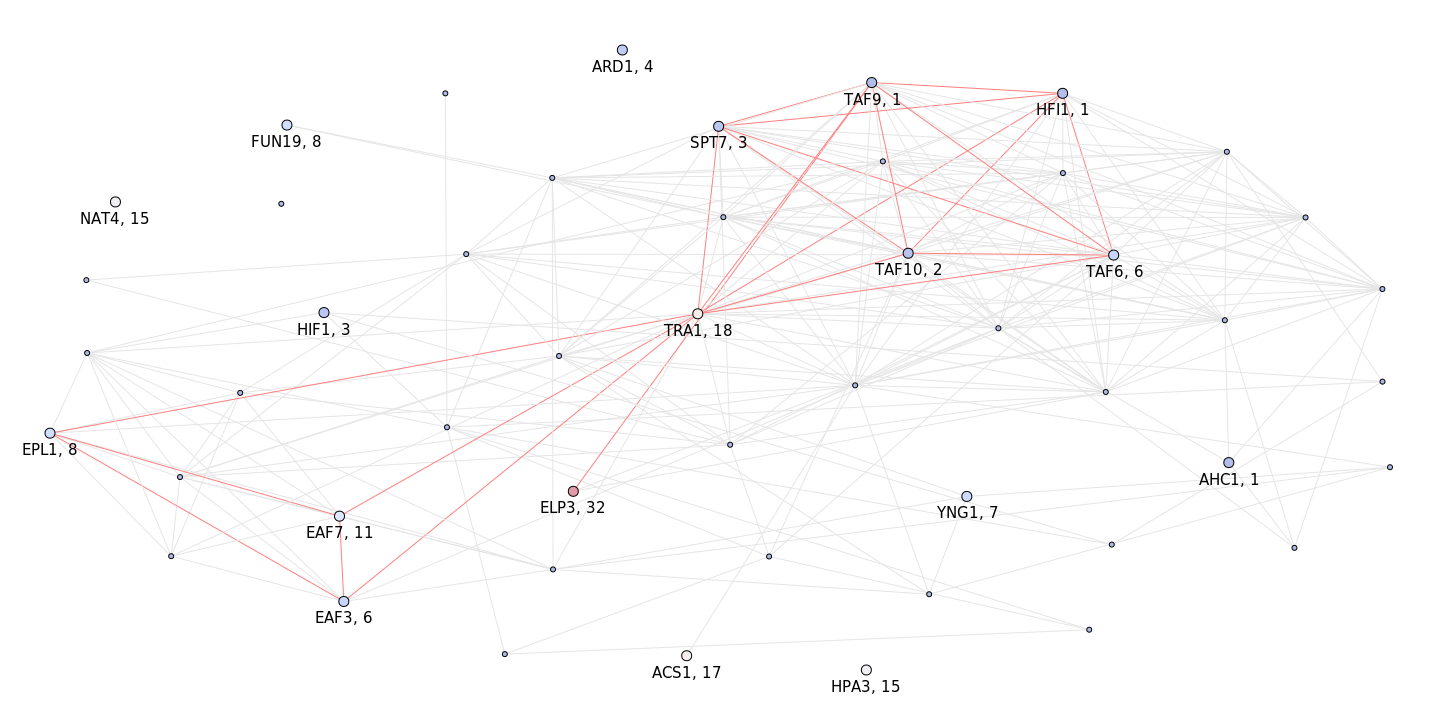 ARD1, 4
TAF9, 1
HFI1, 1
FUN19, 8
SPT7, 3
NAT4, 15
TAF10, 2
TAF6, 6
HIF1, 3
TRA1, 18
EPL1, 8
AHC1, 1
ELP3, 32
YNG1, 7
EAF7, 11
EAF3, 6
ACS1, 17
HPA3, 15